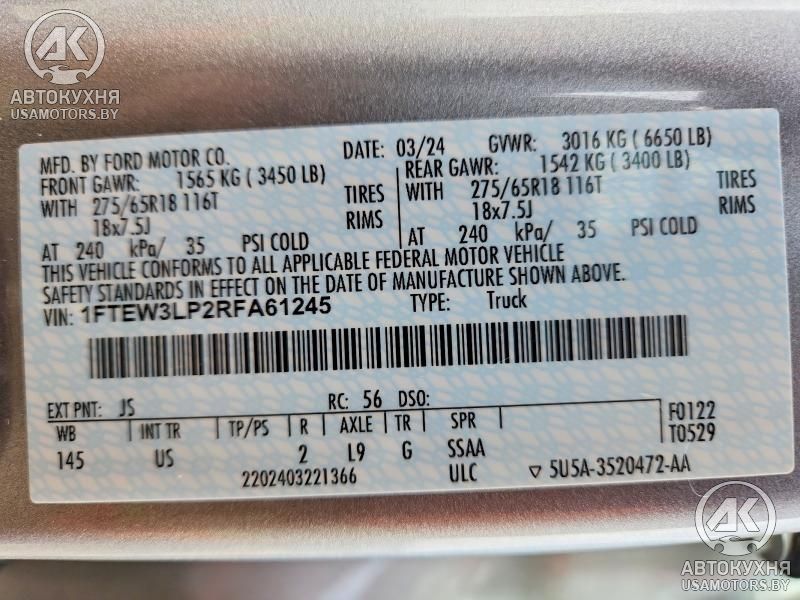 АК
АВТОКУХНЯ
USAMOTORS.BY
MFD. BY FORD MOTOR CO. DATE: 03/24 GVWR: 3016 KG ( 6650 LB)
FRONT GAWR: 1565 KG ( 3450 LB) REAR GAWR: 1542 KG ( 3400 LB)
WITH 275/65R18 116T TIRES WITH 275/65R18 116T TIRES
18x7.5J RIMS 18x7.5J RIMS
AT 240 kPa/ 35 PSI COLD AT 240 kPa/ 35 PSI COLD
THIS VEHICLE CONFORMS TO ALL APPLICABLE FEDERAL MOTOR VEHICLE
SAFETY STANDARDS IN EFFECT ON THE DATE OF MANUFACTURE SHOWN ABOVE.
VIN: 1FTEW3LP2RFA61245 TYPE: Truck
EXT PNT: JS RC: 56 DSO: F0122
WB INT TR TP/PS R AXLE TR SPR T0529
145 US 2 L9 G SSAA
2202403221366 ULC ▽ 5U5A-3520472-AA
АК
АВТОКУХНЯ
USAMOTORS.BY